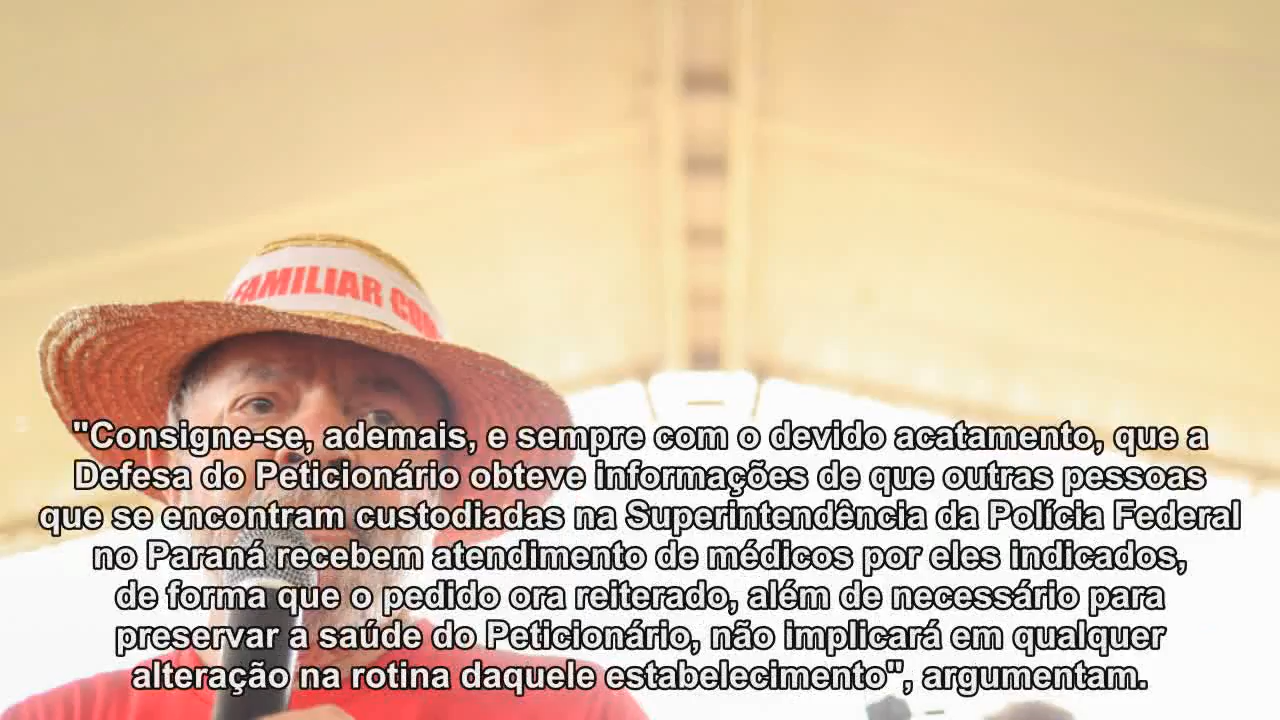 FAMILIAR CON
"Consigne-se, ademais, e sempre com o devido acatamento, que a
Defesa do Peticionário obteve informações de que outras pessoas
que se encontram custodiadas na Superintendência da Polícia Federal
no Paraná recebem atendimento de médicos por eles indicados,
de forma que o pedido ora reiterado, além de necessário para
preservar a saúde do Peticionário, não implicará em qualquer
alteração na rotina daquele estabelecimento", argumentam.